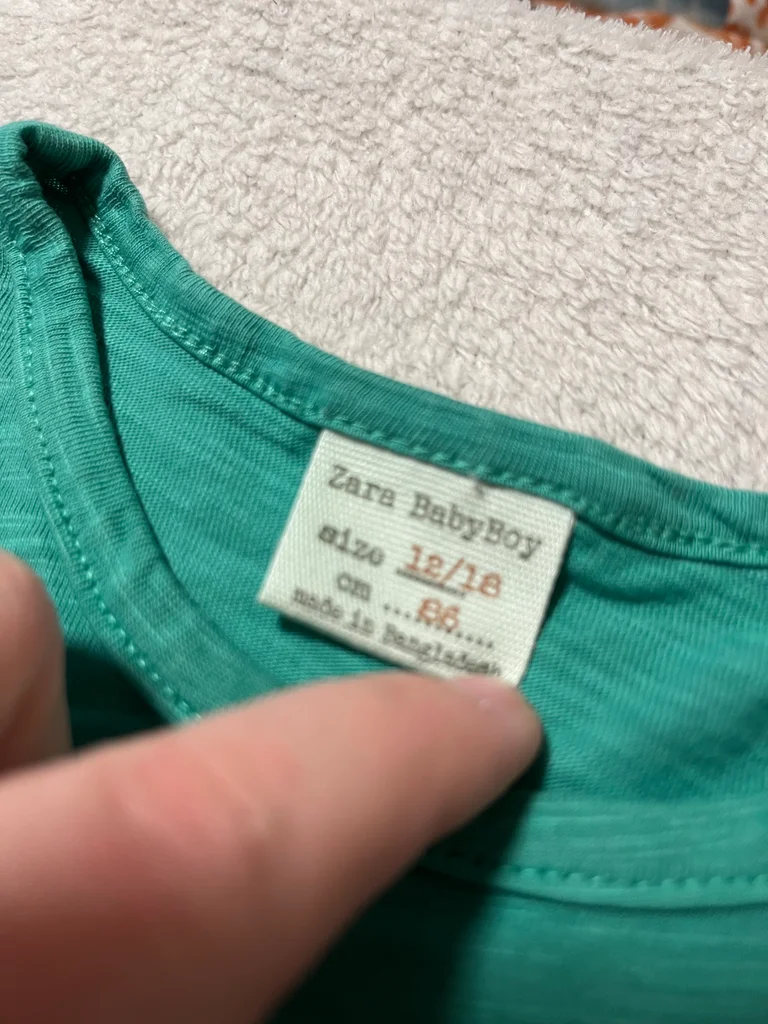 Zara BabyBoy
size 12/18
cm ....86....
made in Bangladesh